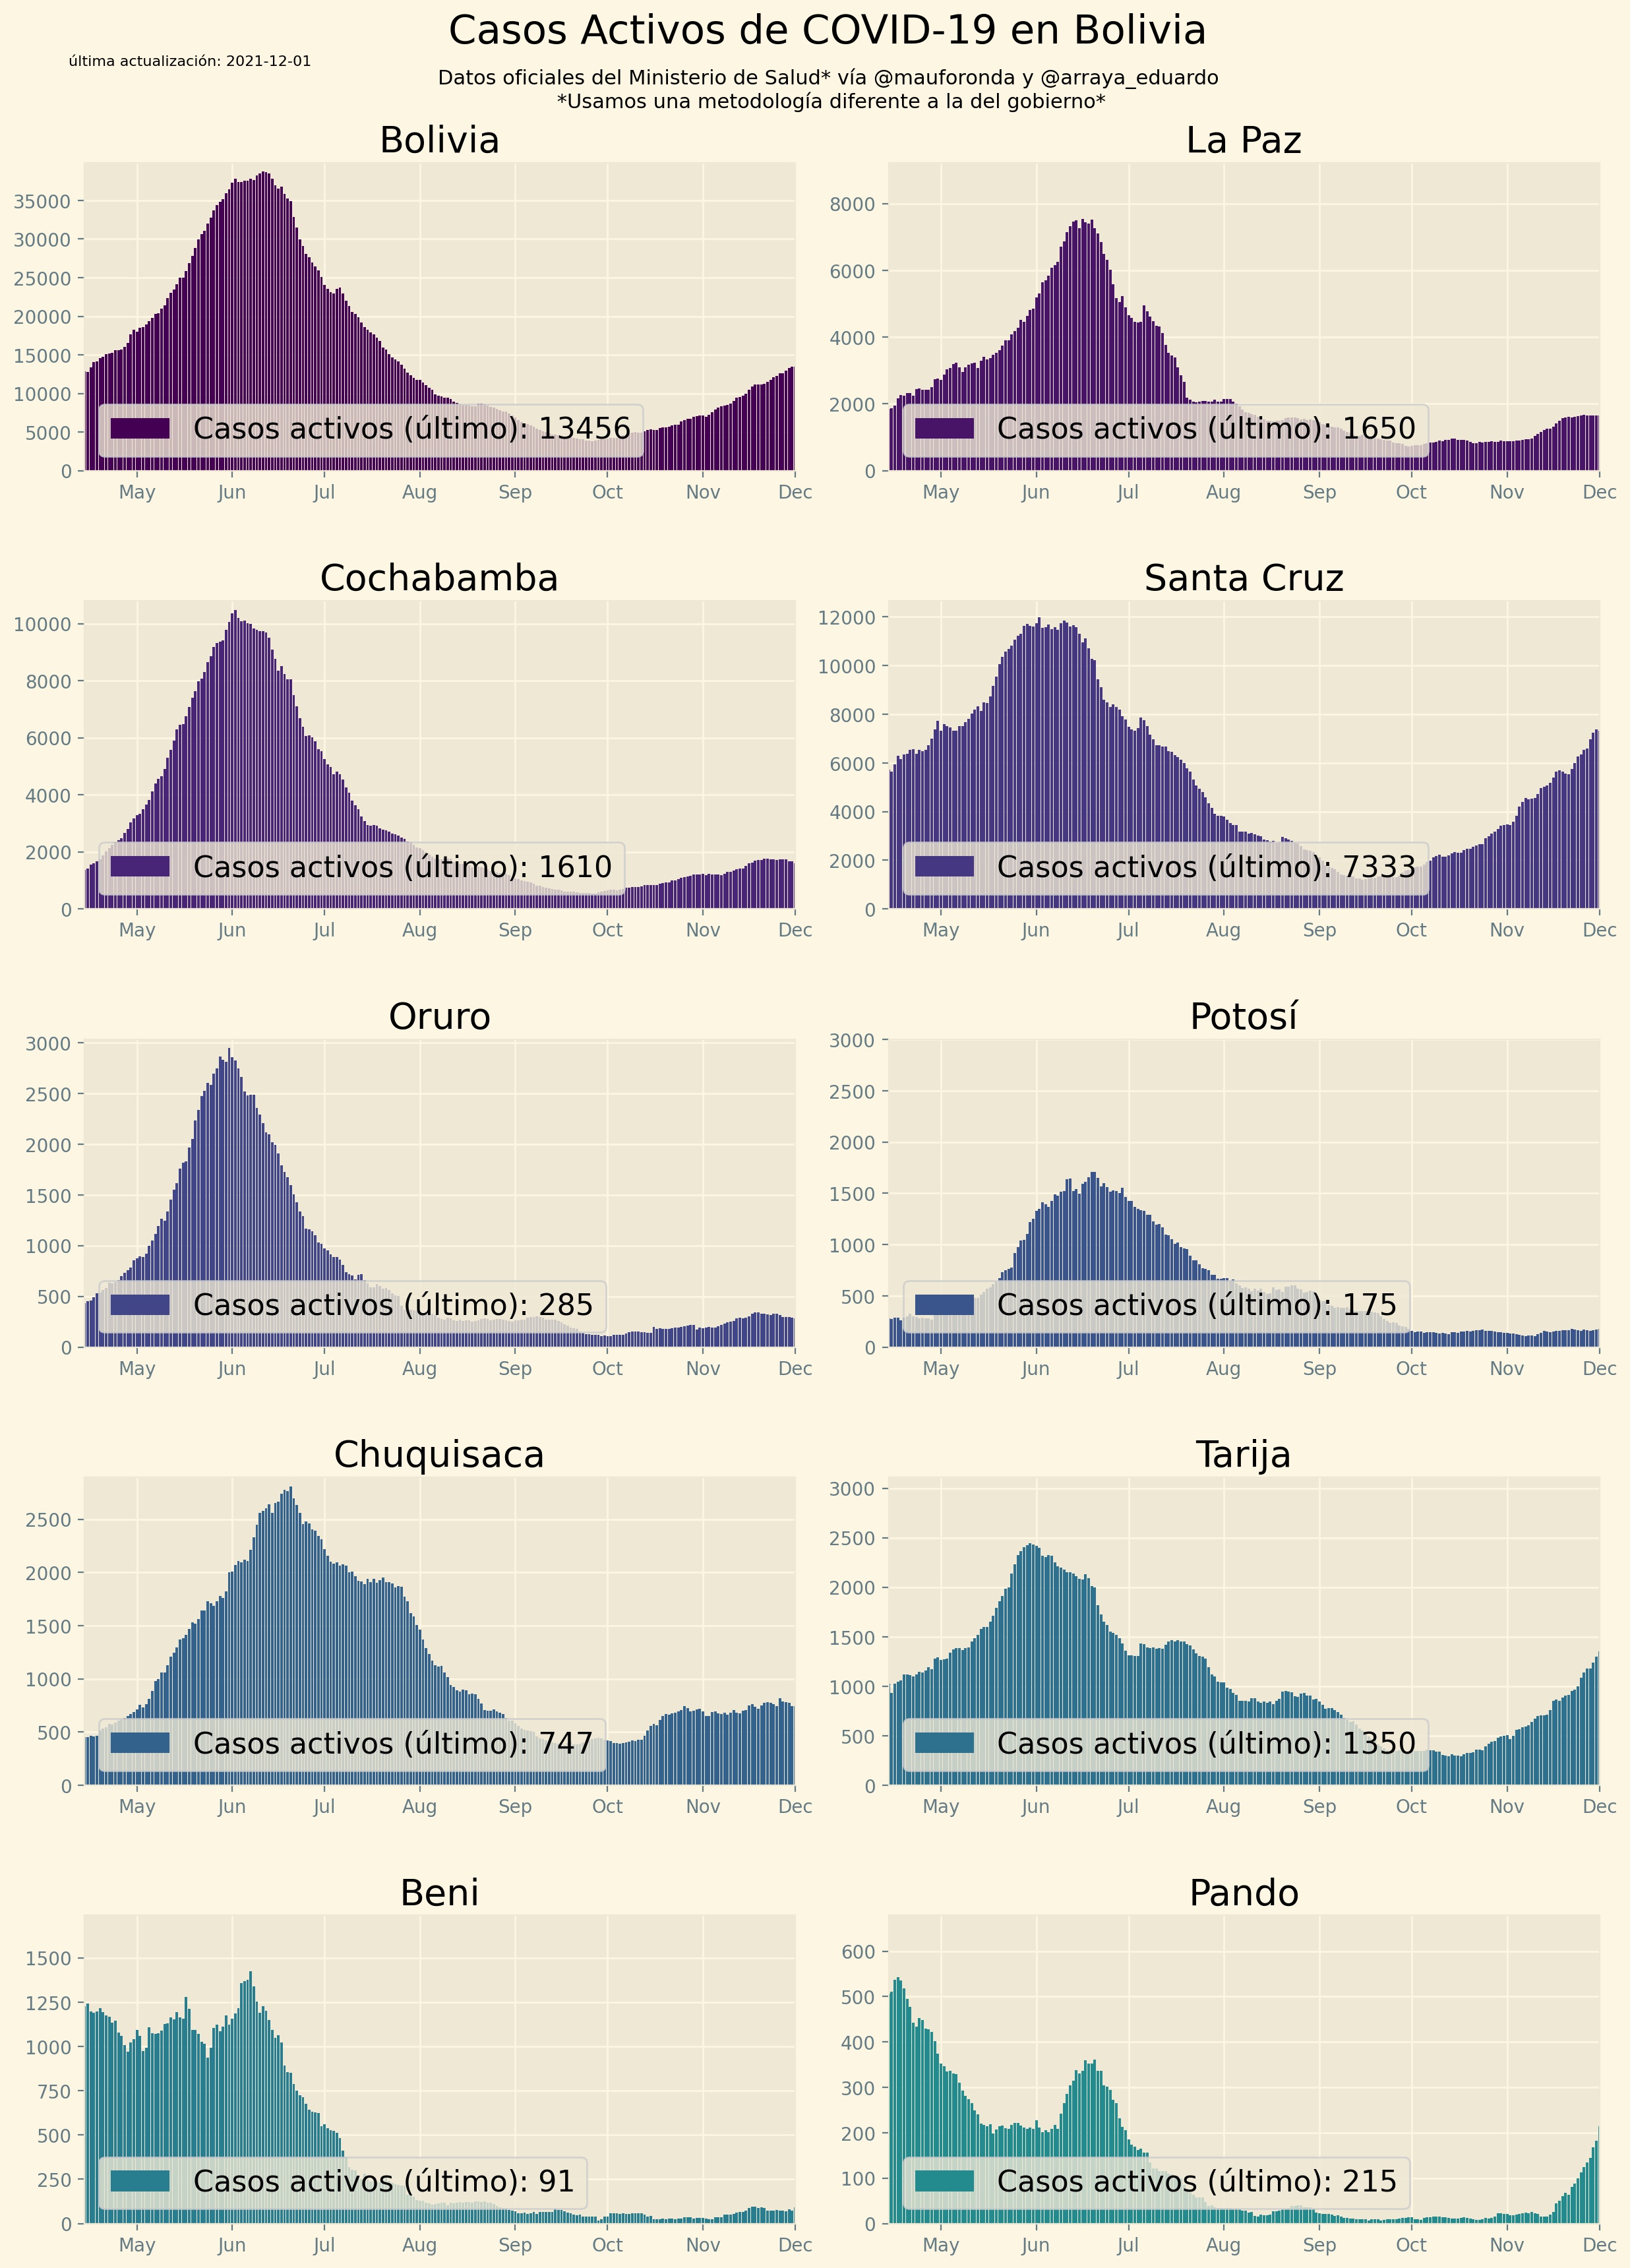 Casos Activos de COVID-19 en Bolivia
última actualización: 2021-12-01
Datos oficiales del Ministerio de Salud* vía @mauforonda y @arraya_eduardo
*Usamos una metodología diferente a la del gobierno*
Bolivia
35000
30000
25000
20000
15000
10000
5000
0
Casos activos (último): 13456
May Jun Jul Aug Sep Oct Nov Dec
La Paz
8000
6000
4000
2000
0
Casos activos (último): 1650
May Jun Jul Aug Sep Oct Nov Dec
Cochabamba
10000
8000
6000
4000
2000
0
Casos activos (último): 1610
May Jun Jul Aug Sep Oct Nov Dec
Santa Cruz
12000
10000
8000
6000
4000
2000
0
Casos activos (último): 7333
May Jun Jul Aug Sep Oct Nov Dec
Oruro
3000
2500
2000
1500
1000
500
0
Casos activos (último): 285
May Jun Jul Aug Sep Oct Nov Dec
Potosí
3000
2500
2000
1500
1000
500
0
Casos activos (último): 175
May Jun Jul Aug Sep Oct Nov Dec
Chuquisaca
2500
2000
1500
1000
500
0
Casos activos (último): 747
May Jun Jul Aug Sep Oct Nov Dec
Tarija
3000
2500
2000
1500
1000
500
0
Casos activos (último): 1350
May Jun Jul Aug Sep Oct Nov Dec
Beni
1500
1250
1000
750
500
250
0
Casos activos (último): 91
May Jun Jul Aug Sep Oct Nov Dec
Pando
600
500
400
300
200
100
0
Casos activos (último): 215
May Jun Jul Aug Sep Oct Nov Dec